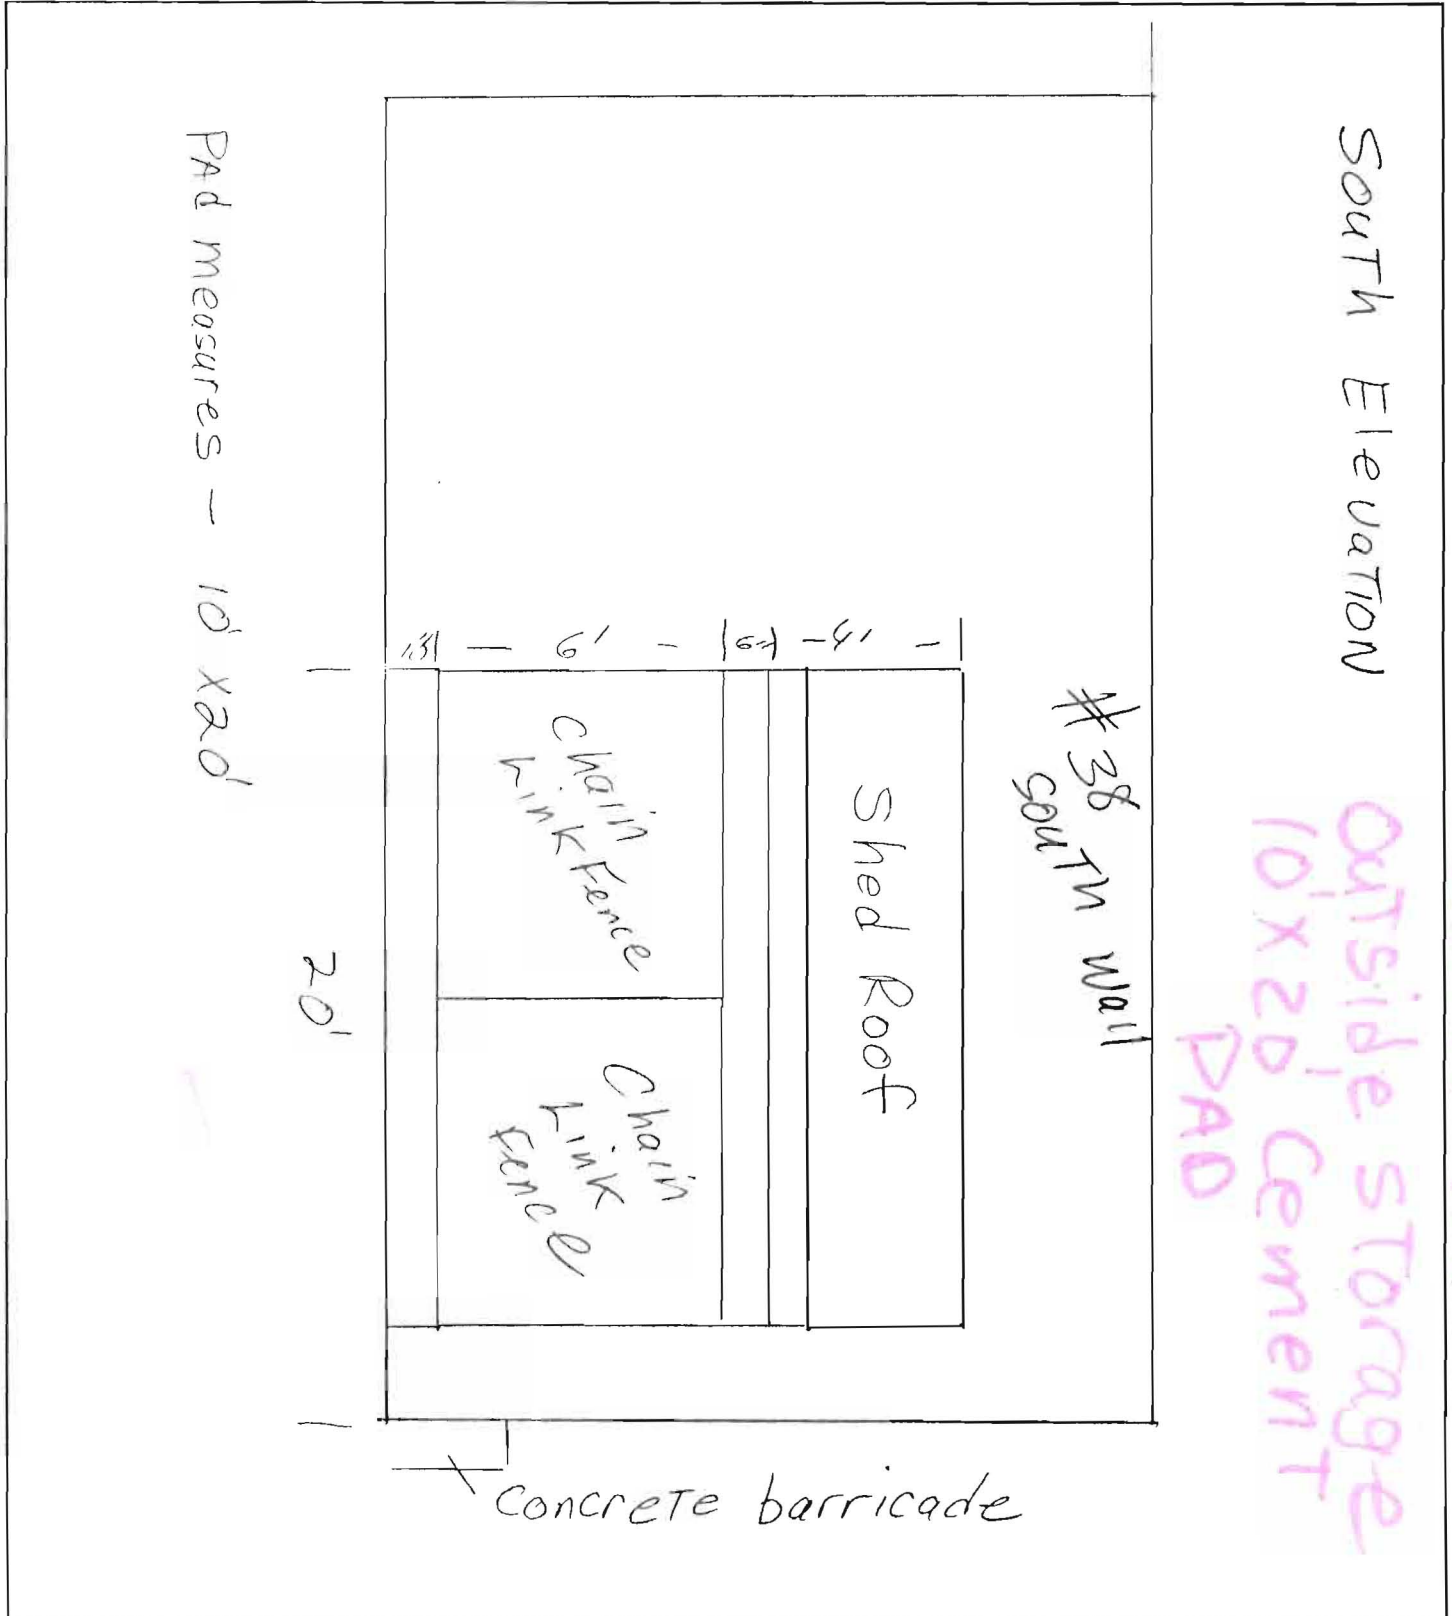 South Elevation
Outside storage
10' x 20' Cement
PAD
#38
South Wall
Shed Roof
- 4' -
- 6' -
Chain
Link Fence
Chain
Link
Fence
20'
PAd measures - 10' x 20'
Concrete barricade